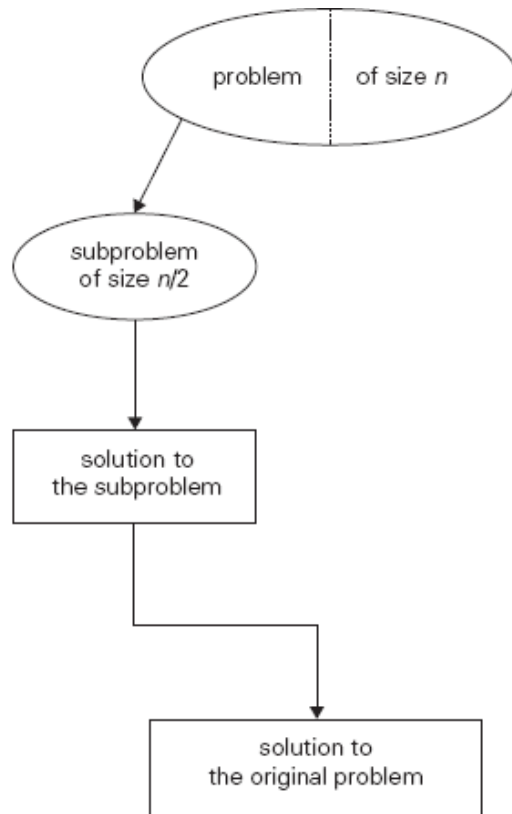 problem of size n
subproblem
of size n/2
solution to
the subproblem
solution to
the original problem